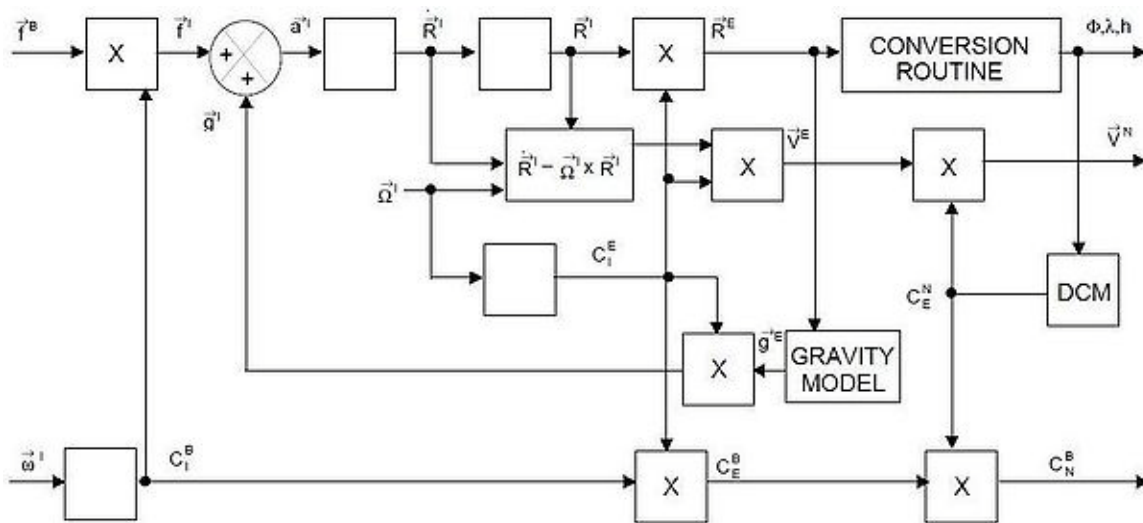 f⃗ᴮ X f⃗ᴵ + + a⃗ᴵ Ṙ⃗ᴵ R⃗ᴵ X R⃗ᴱ CONVERSION ROUTINE Φ,λ,h
g⃗ᴵ
Ṙ⃗ᴵ – Ω⃗ᴵ x R⃗ᴵ X V⃗ᴱ X V⃗ᴺ
Ω⃗ᴵ
C_I^E
C_E^N DCM
X g⃗ᴱ GRAVITY MODEL
ω⃗ᴵ C_I^B X C_E^B X C_N^B